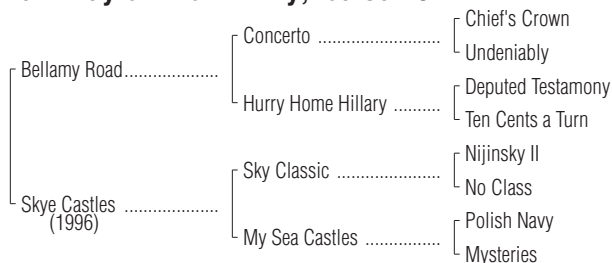 Concerto ..........................
Chief's Crown
Undeniably
Bellamy Road...................
Hurry Home Hillary ..........
Deputed Testamony
Ten Cents a Turn
Sky Classic ......................
Nijinsky II
No Class
Skye Castles ...................
(1996)
My Sea Castles ................
Polish Navy
Mysteries